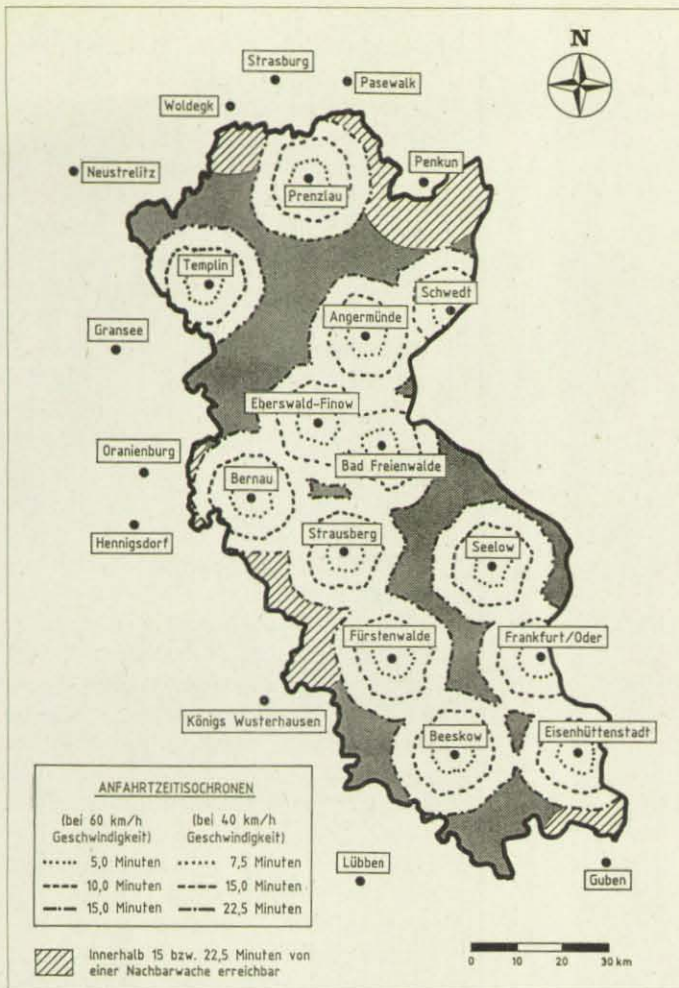 N
Strasburg
Pasewalk
Woldegk
Neustrelitz
Penkun
Prenzlau
Templin
Schwedt
Angermünde
Gransee
Eberswald-Finow
Oranienburg
Bad Freienwalde
Bernau
Hennigsdorf
Strausberg
Seelow
Fürstenwalde
Frankfurt/Oder
Königs Wusterhausen
Beeskow
Eisenhüttenstadt
Lübben
Guben
ANFAHRTZEITISOCHRONEN
(bei 60 km/h (bei 40 km/h
Geschwindigkeit) Geschwindigkeit)
5,0 Minuten 7,5 Minuten
10,0 Minuten 15,0 Minuten
15,0 Minuten 22,5 Minuten
Innerhalb 15 bzw. 22,5 Minuten von
einer Nachbarwache erreichbar
0 10 20 30 km